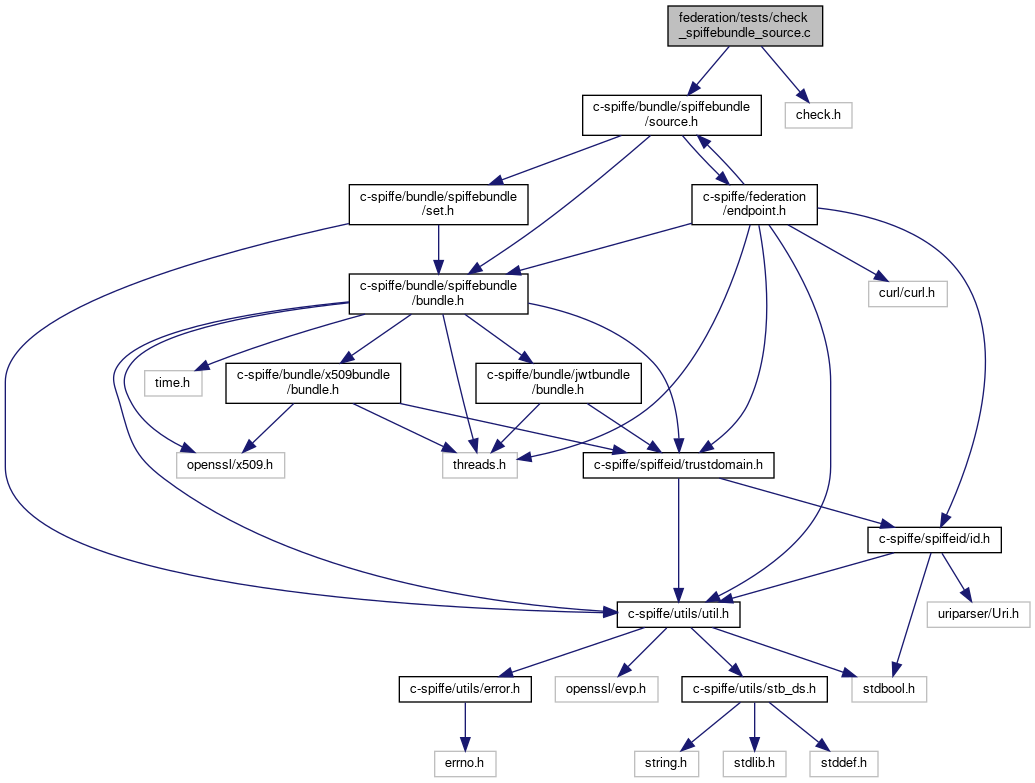 federation/tests/check
_spiffebundle_source.c
c-spiffe/bundle/spiffebundle
/source.h
check.h
c-spiffe/bundle/spiffebundle
/set.h
c-spiffe/federation
/endpoint.h
c-spiffe/bundle/spiffebundle
/bundle.h
curl/curl.h
time.h
c-spiffe/bundle/x509bundle
/bundle.h
c-spiffe/bundle/jwtbundle
/bundle.h
openssl/x509.h
threads.h
c-spiffe/spiffeid/trustdomain.h
c-spiffe/spiffeid/id.h
c-spiffe/utils/util.h
uriparser/Uri.h
c-spiffe/utils/error.h
openssl/evp.h
c-spiffe/utils/stb_ds.h
stdbool.h
errno.h
string.h
stdlib.h
stddef.h